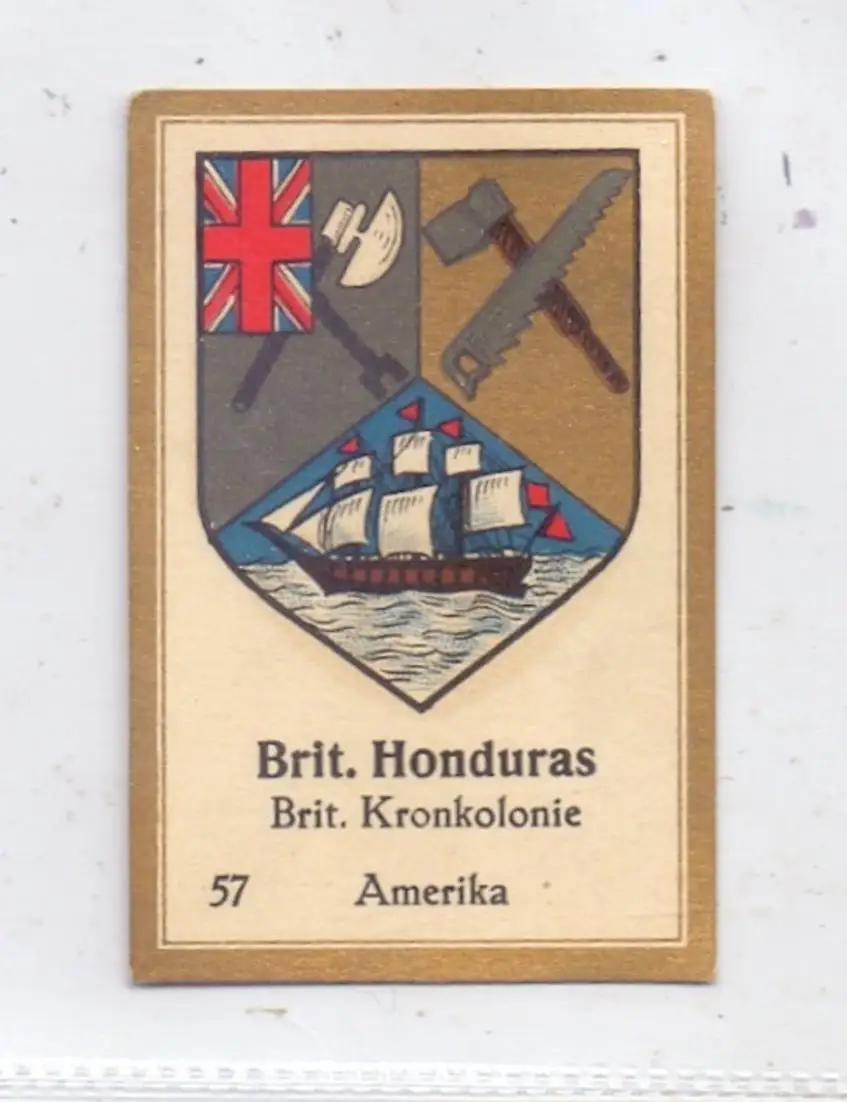 Brit. Honduras
Brit. Kronkolonie
57 Amerika